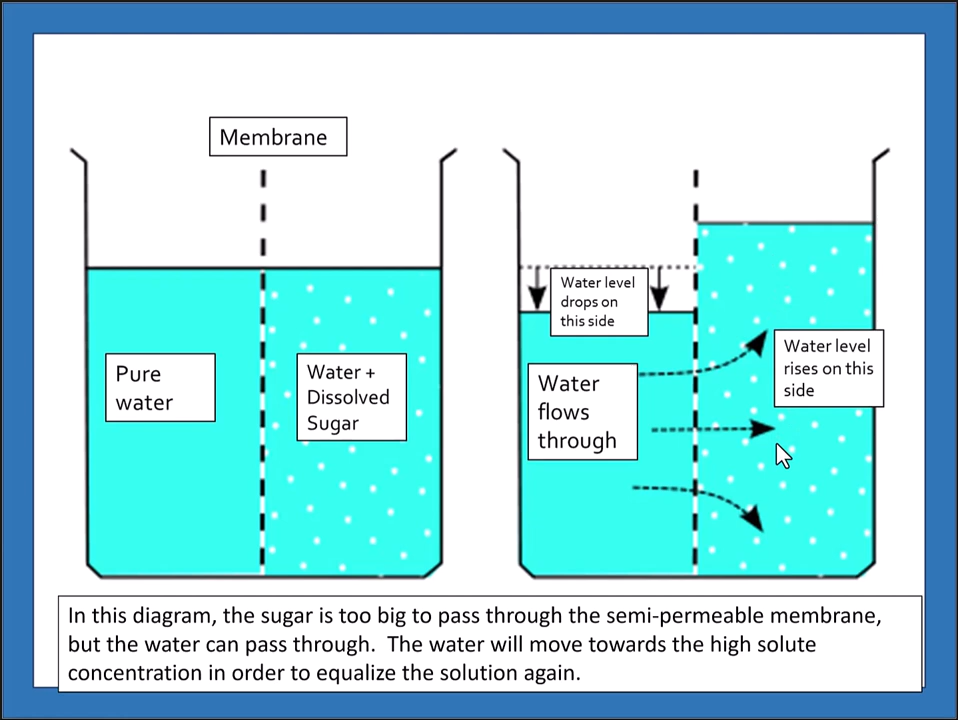 Membrane
Pure
water
Water +
Dissolved
Sugar
Water level
drops on
this side
Water
flows
through
Water level
rises on this
side
In this diagram, the sugar is too big to pass through the semi-permeable membrane,
but the water can pass through.  The water will move towards the high solute
concentration in order to equalize the solution again.